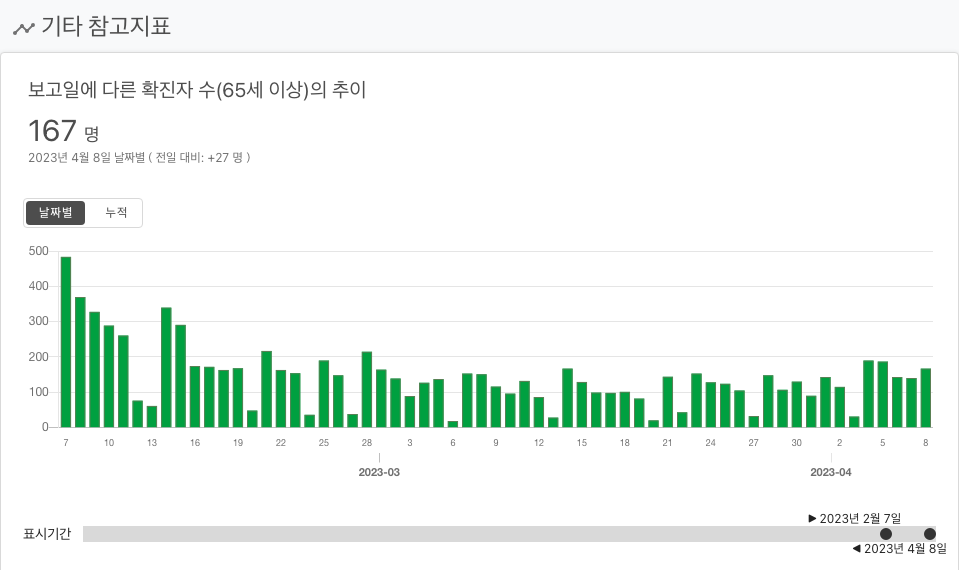 기타 참고지표
보고일에 다른 확진자 수(65세 이상)의 추이
167 명
2023년 4월 8일 날짜별 ( 전일 대비: +27 명 )
날짜별 누적
500
400
300
200
100
0
7 10 13 16 19 22 25 28 3 6 9 12 15 18 21 24 27 30 2 5 8
2023-03 2023-04
▶ 2023년 2월 7일
표시기간
◀ 2023년 4월 8일